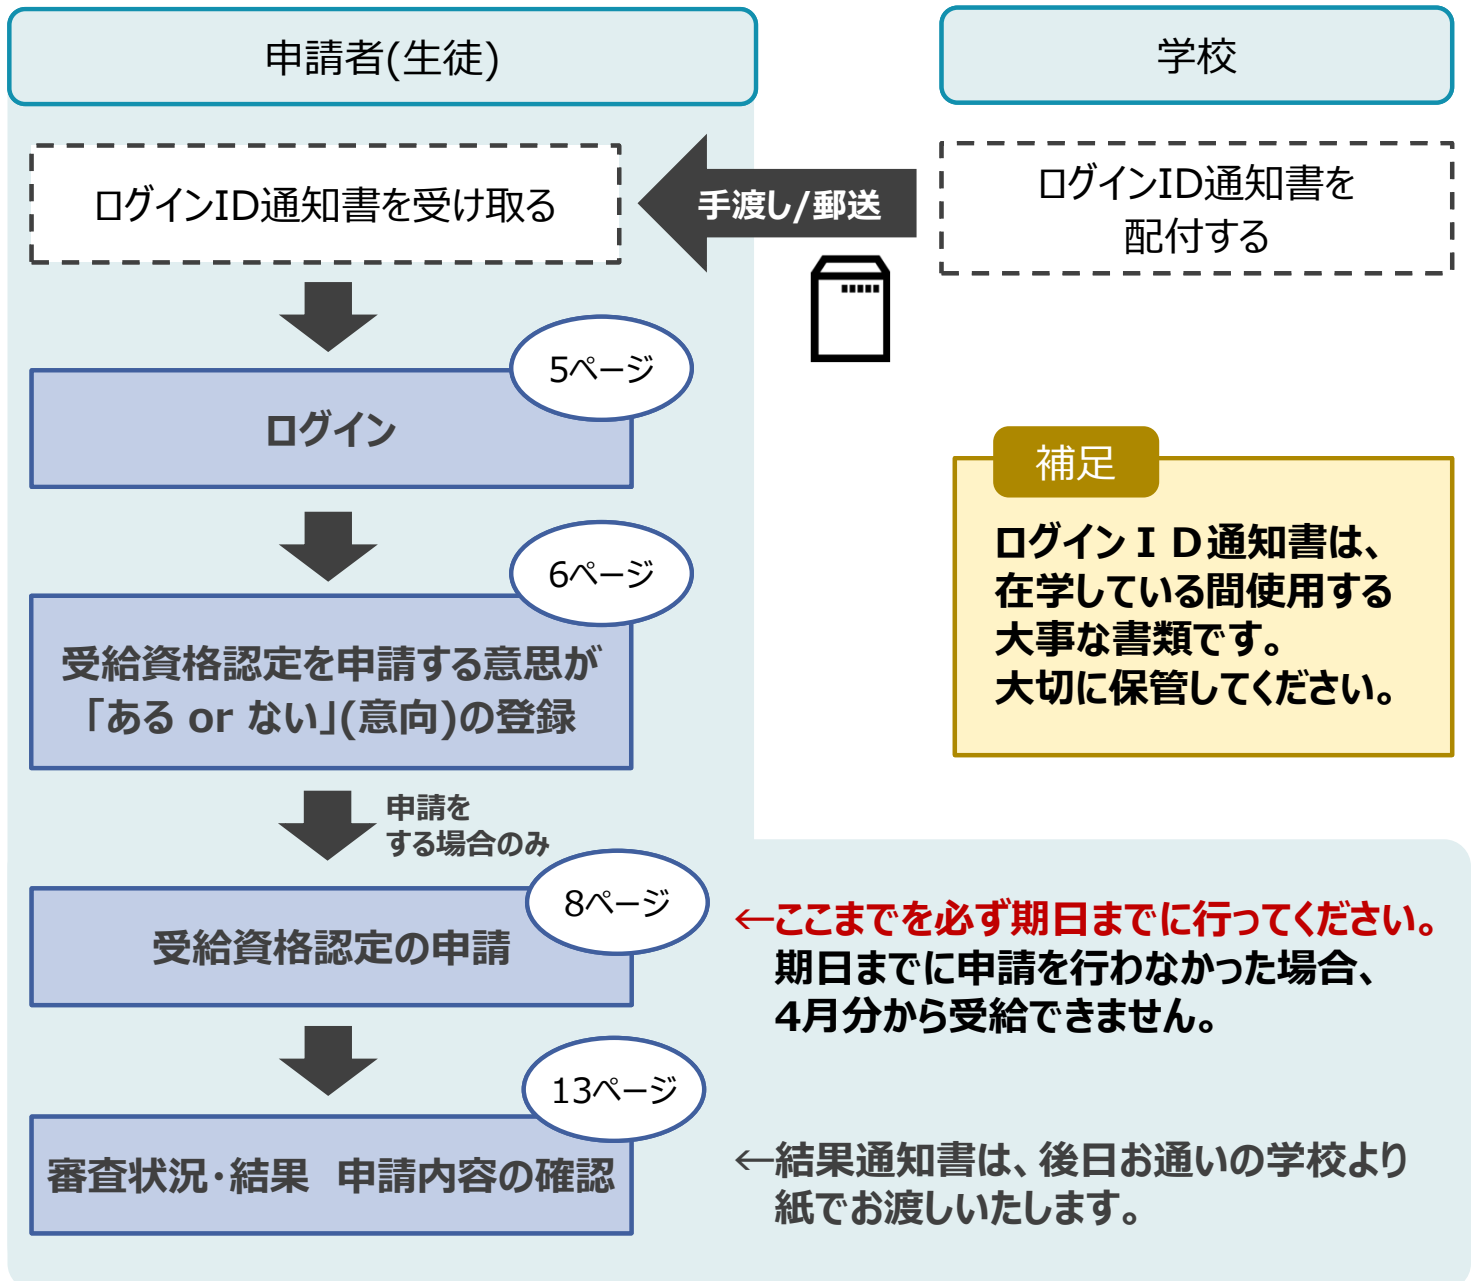 申請者(生徒)
学校
ログインID通知書を受け取る
手渡し/郵送
ログインID通知書を
配付する
5ページ
ログイン
補足
ログインＩＤ通知書は、
在学している間使用する
大事な書類です。
大切に保管してください。
6ページ
受給資格認定を申請する意思が
「ある or ない」(意向)の登録
申請を
する場合のみ
8ページ
受給資格認定の申請
←ここまでを必ず期日までに行ってください。
期日までに申請を行わなかった場合、
4月分から受給できません。
13ページ
審査状況・結果　申請内容の確認
←結果通知書は、後日お通いの学校より
紙でお渡しいたします。